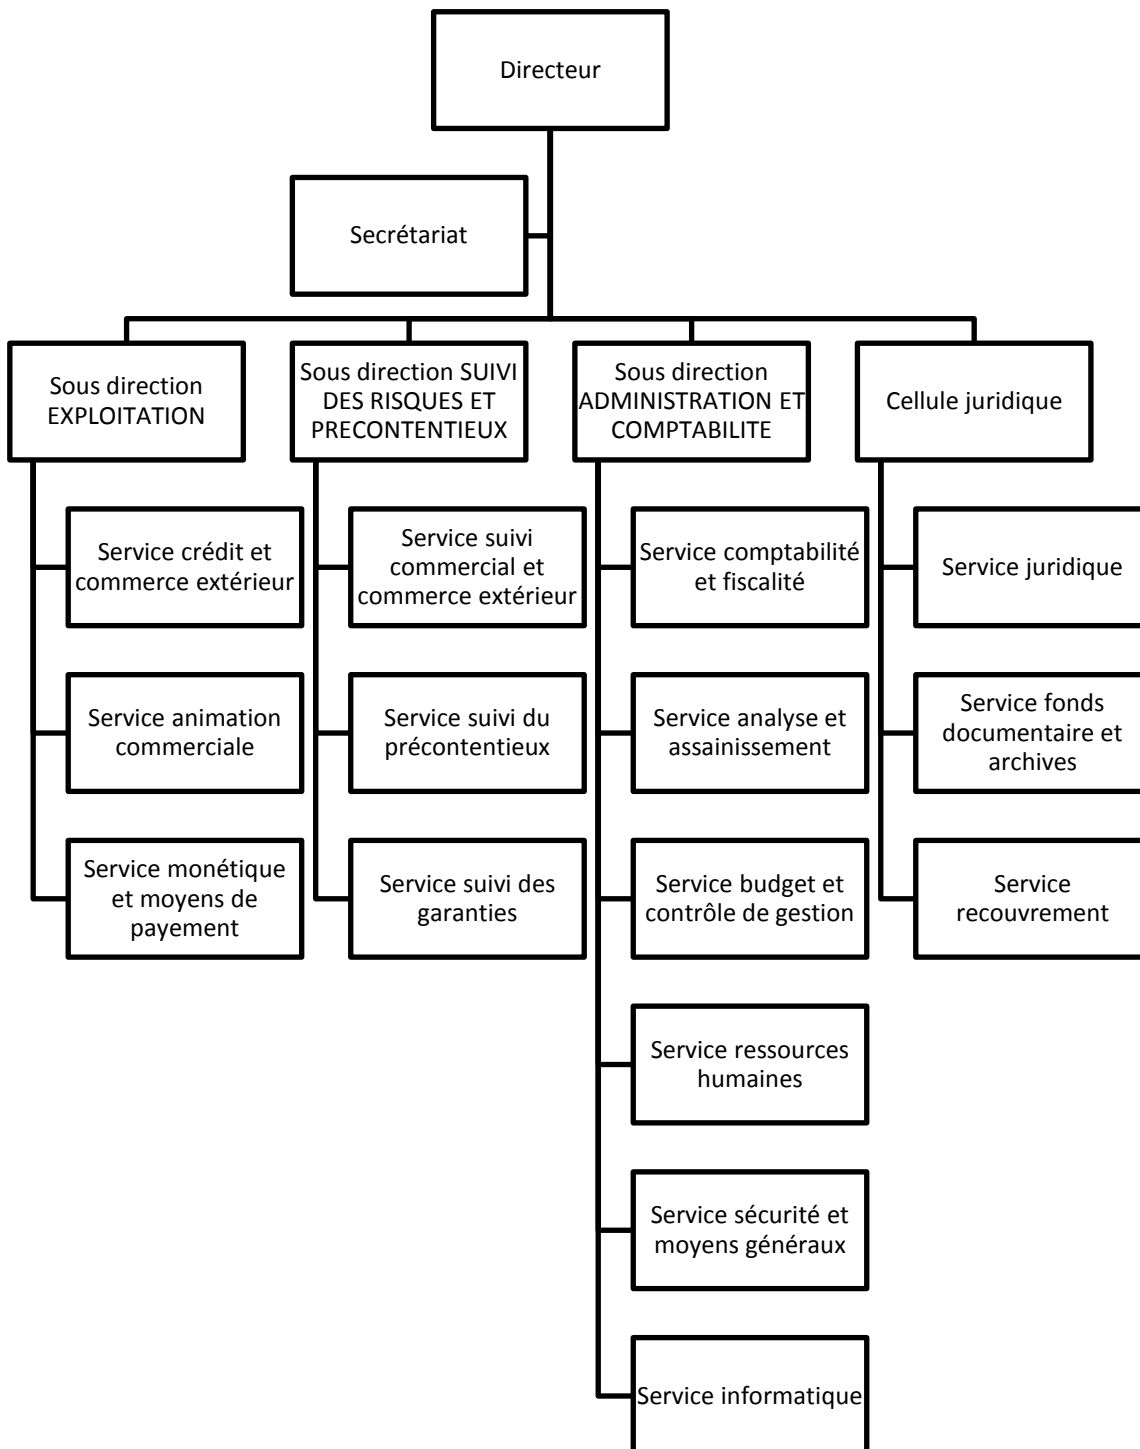 Directeur
Secrétariat
Sous direction
EXPLOITATION
Sous direction SUIVI
DES RISQUES ET
PRECONTENTIEUX
Sous direction
ADMINISTRATION ET
COMPTABILITE
Cellule juridique
Service crédit et
commerce extérieur
Service suivi
commercial et
commerce extérieur
Service comptabilité
et fiscalité
Service juridique
Service animation
commerciale
Service suivi du
précontentieux
Service analyse et
assainissement
Service fonds
documentaire et
archives
Service monétique
et moyens de
payement
Service suivi des
garanties
Service budget et
contrôle de gestion
Service
recouvrement
Service ressources
humaines
Service sécurité et
moyens généraux
Service informatique